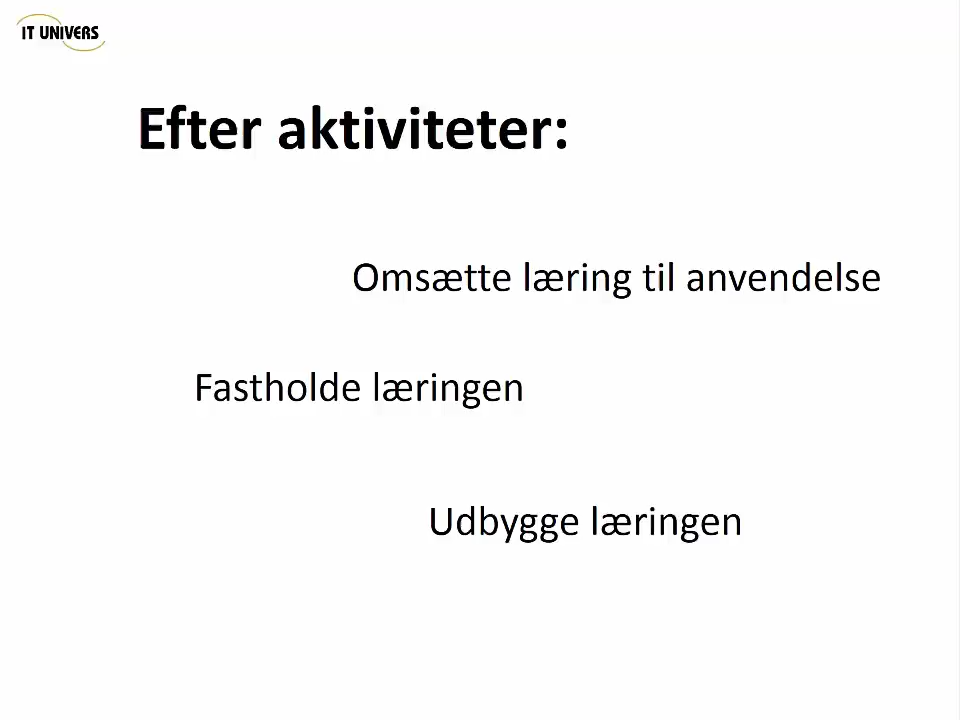 IT UNIVERS
Efter aktiviteter:
Omsætte læring til anvendelse
Fastholde læringen
Udbygge læringen